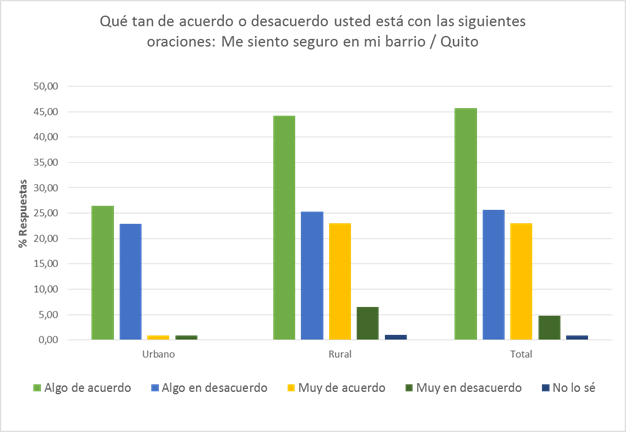 Qué tan de acuerdo o desacuerdo usted está con las siguientes
oraciones: Me siento seguro en mi barrio / Quito
% Respuestas
50,00
45,00
40,00
35,00
30,00
25,00
20,00
15,00
10,00
5,00
0,00
Urbano Rural Total
Algo de acuerdo Algo en desacuerdo Muy de acuerdo Muy en desacuerdo No lo sé